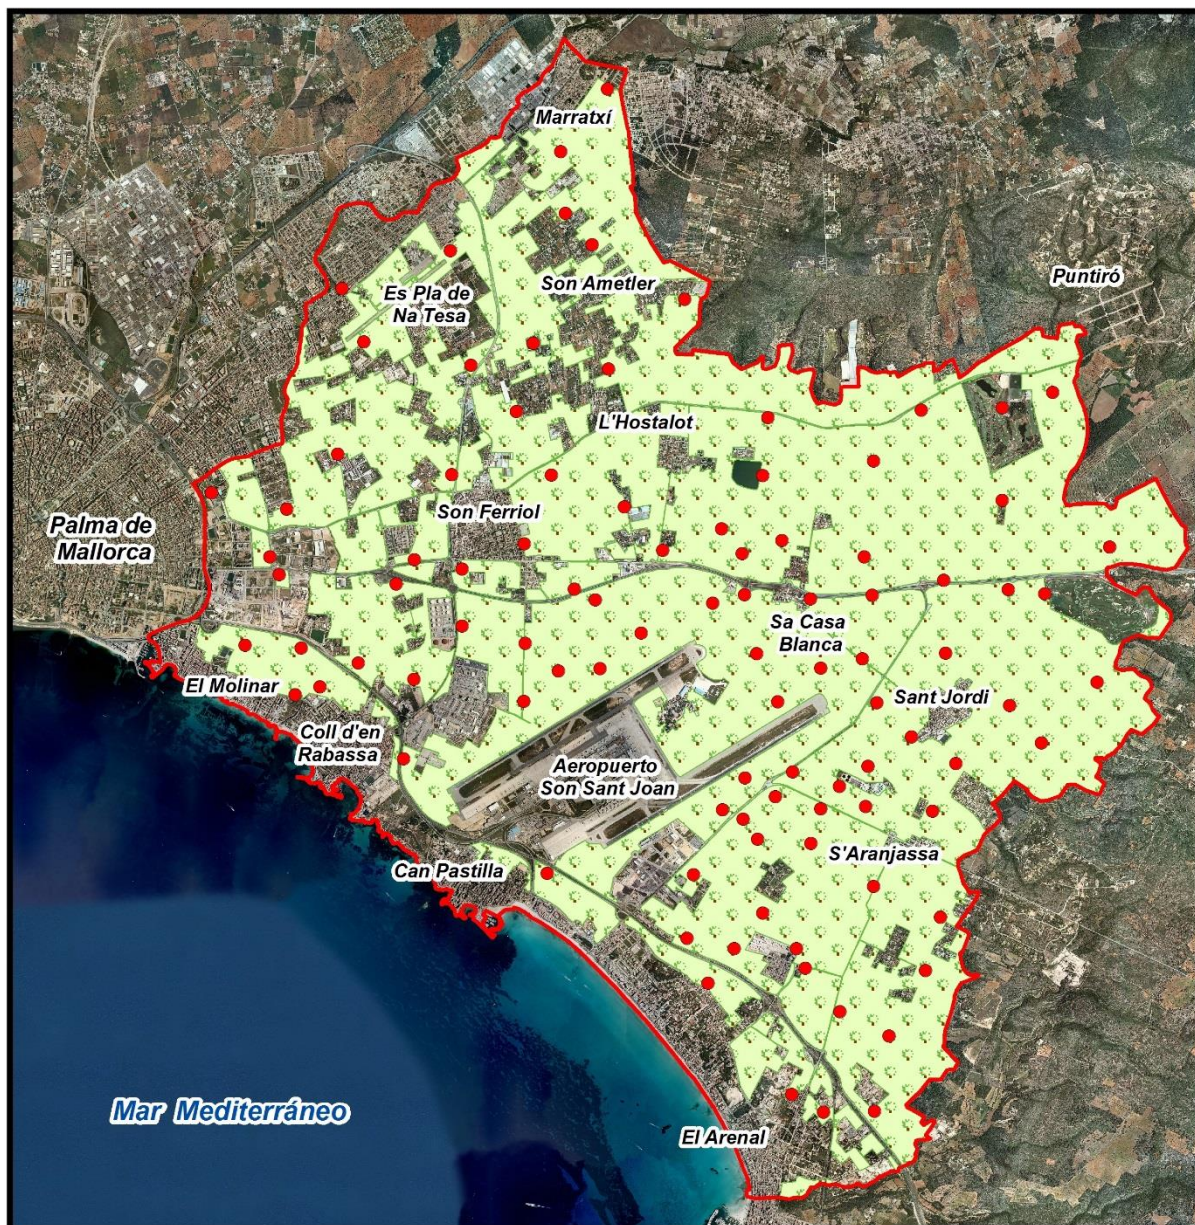 Marratxí
Puntiró
Son Ametler
Es Pla de
Na Tesa
L'Hostalot
Son Ferriol
Palma de
Mallorca
Sa Casa
Blanca
El Molinar
Sant Jordi
Coll d'en
Rabassa
Aeropuerto
Son Sant Joan
S'Aranjassa
Can Pastilla
Mar Mediterráneo
El Arenal